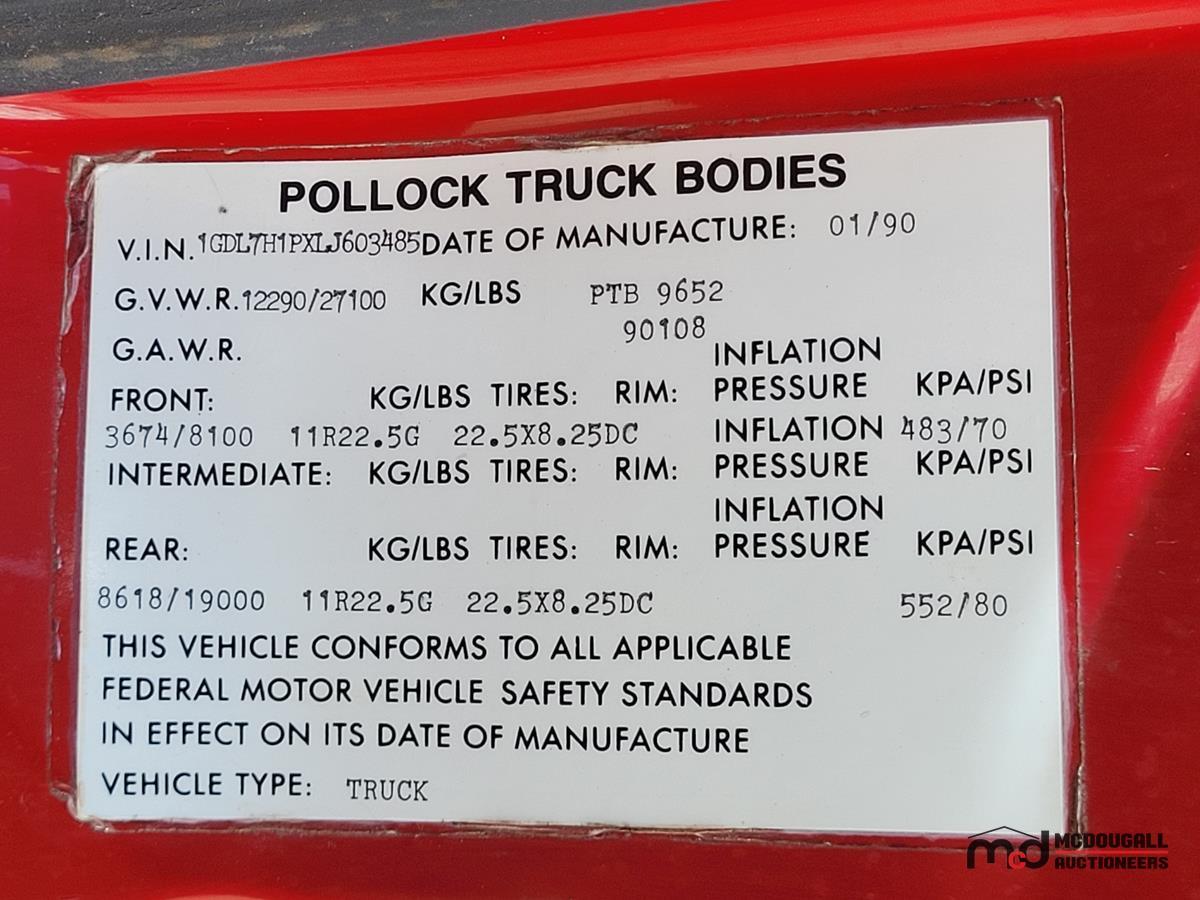 POLLOCK TRUCK BODIES
V.I.N. 1GDL7H1PXLJ603485 DATE OF MANUFACTURE: 01/90
G.V.W.R. 12290/27100 KG/LBS PTB 9652
90108
G.A.W.R. INFLATION
FRONT: KG/LBS TIRES: RIM: PRESSURE KPA/PSI
3674/8100 11R22.5G 22.5X8.25DC INFLATION 483/70
INTERMEDIATE: KG/LBS TIRES: RIM: PRESSURE KPA/PSI
INFLATION
REAR: KG/LBS TIRES: RIM: PRESSURE KPA/PSI
8618/19000 11R22.5G 22.5X8.25DC 552/80
THIS VEHICLE CONFORMS TO ALL APPLICABLE
FEDERAL MOTOR VEHICLE SAFETY STANDARDS
IN EFFECT ON ITS DATE OF MANUFACTURE
VEHICLE TYPE: TRUCK
mcd MCDOUGALL
AUCTIONEERS